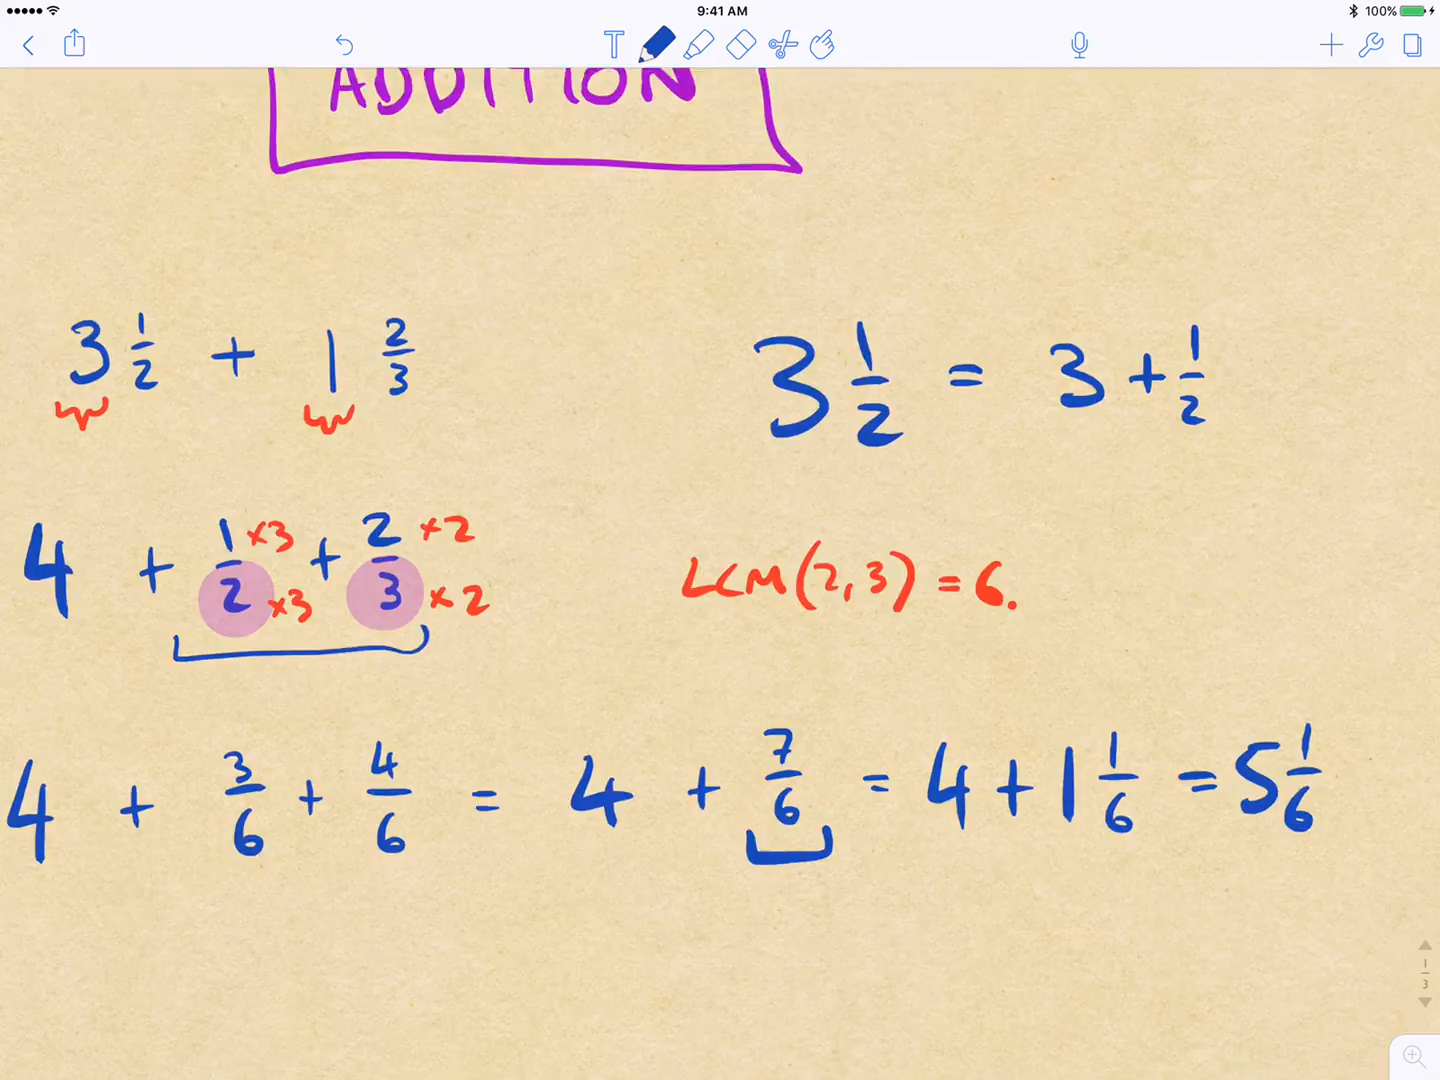 9:41 AM
100%
T
ADDITION
3 1/2 + 1 2/3
3 1/2 = 3 + 1/2
4 + 1/2 ×3 ×3 + 2/3 ×2 ×2
LCM(2,3) = 6.
4 + 3/6 + 4/6 = 4 + 7/6 = 4 + 1 1/6 = 5 1/6
1/3